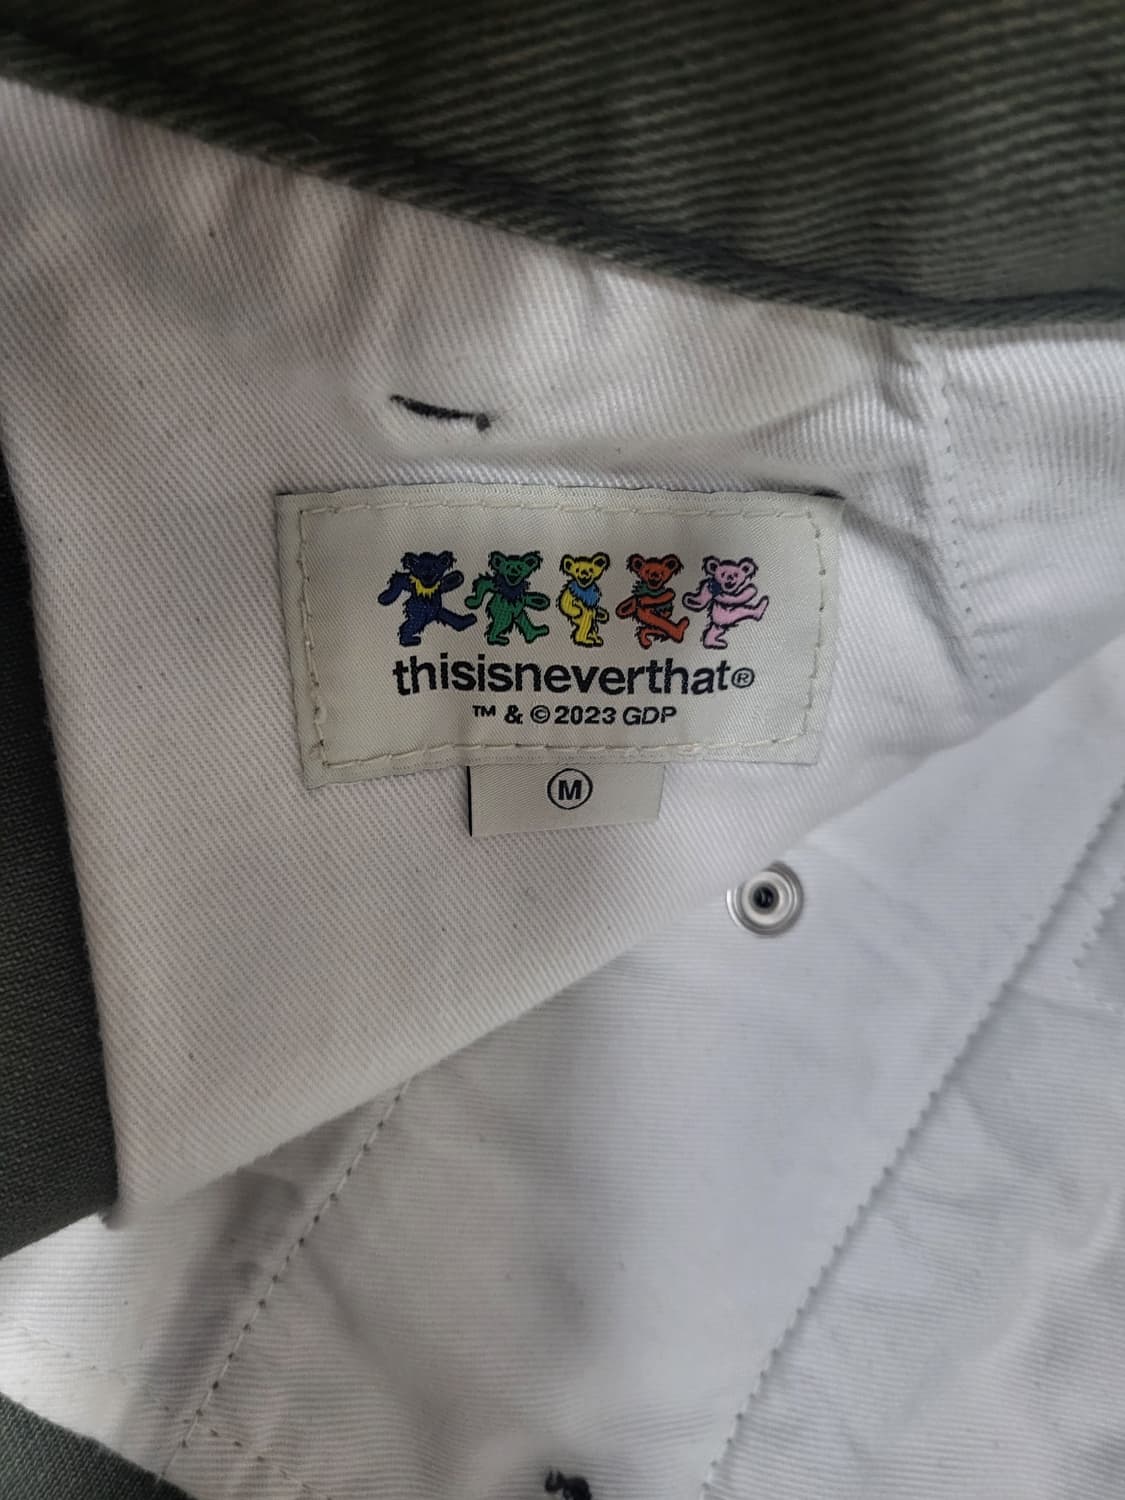 thisisneverthat®
™ & © 2023 GDP
M